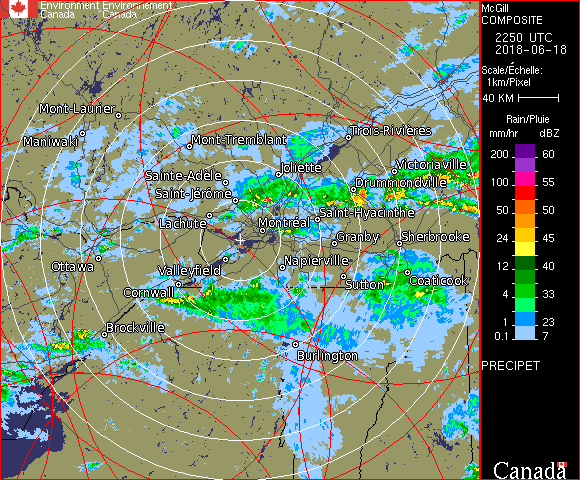 Environment Environnement
Canada Canada
Mont-Laurier
Maniwaki
Mont-Tremblant
Trois-Rivières
Sainte-Adèle
Joliette
Victoriaville
Saint-Jérôme
Drummondville
Lachute
Montréal
Saint-Hyacinthe
Granby
Sherbrooke
Ottawa
Valleyfield
Napierville
Cornwall
Sutton
Coaticook
Brockville
Burlington
McGill
COMPOSITE
2250 UTC
2018-06-18
Scale/Échelle:
1km/Pixel
40 KM
Rain/Pluie
mm/hr dBZ
200 60
100 55
50 50
24 45
12 40
4 33
1 23
0.1 7
PRECIPET
Canada